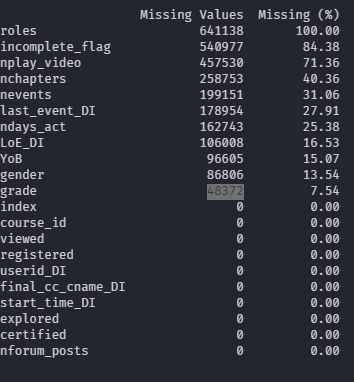 Missing Values Missing (%)
roles 641138 100.00
incomplete_flag 540977 84.38
nplay_video 457530 71.36
nchapters 258753 40.36
nevents 199151 31.06
last_event_DI 178954 27.91
ndays_act 162743 25.38
LoE_DI 106008 16.53
YoB 96605 15.07
gender 86806 13.54
grade 48372 7.54
index 0 0.00
course_id 0 0.00
viewed 0 0.00
registered 0 0.00
userid_DI 0 0.00
final_cc_cname_DI 0 0.00
start_time_DI 0 0.00
explored 0 0.00
certified 0 0.00
nforum_posts 0 0.00